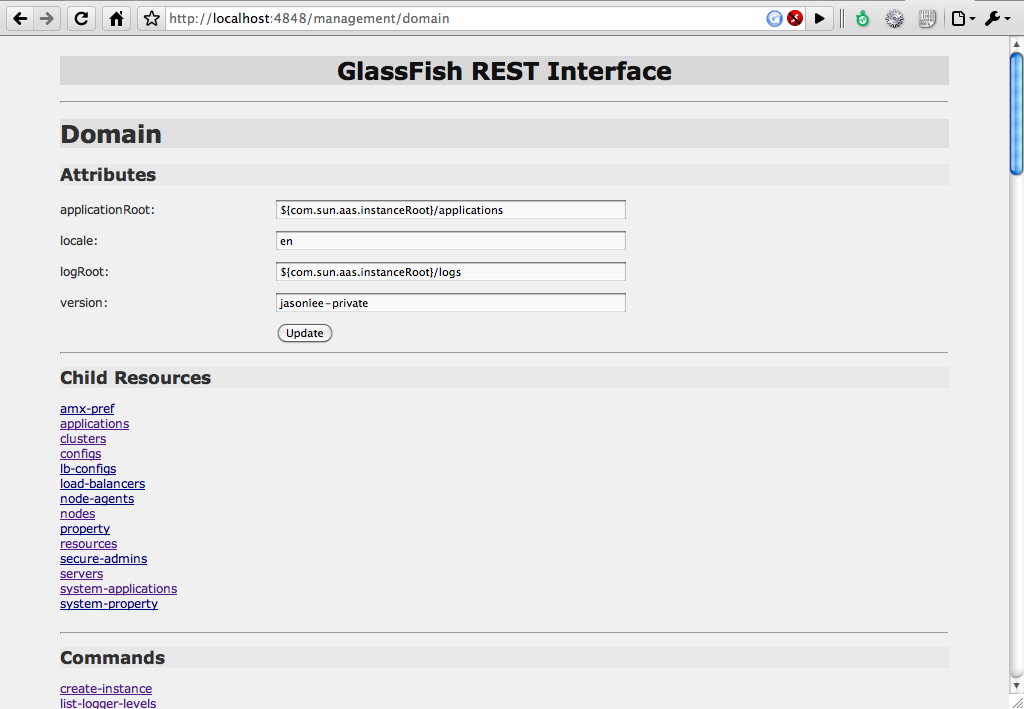 http://localhost:4848/management/domain
GlassFish REST Interface
Domain
Attributes
applicationRoot: ${com.sun.aas.instanceRoot}/applications
locale: en
logRoot: ${com.sun.aas.instanceRoot}/logs
version: jasonlee-private
Update
Child Resources
amx-pref
applications
clusters
configs
lb-configs
load-balancers
node-agents
nodes
property
resources
secure-admins
servers
system-applications
system-property
Commands
create-instance
list-logger-levels